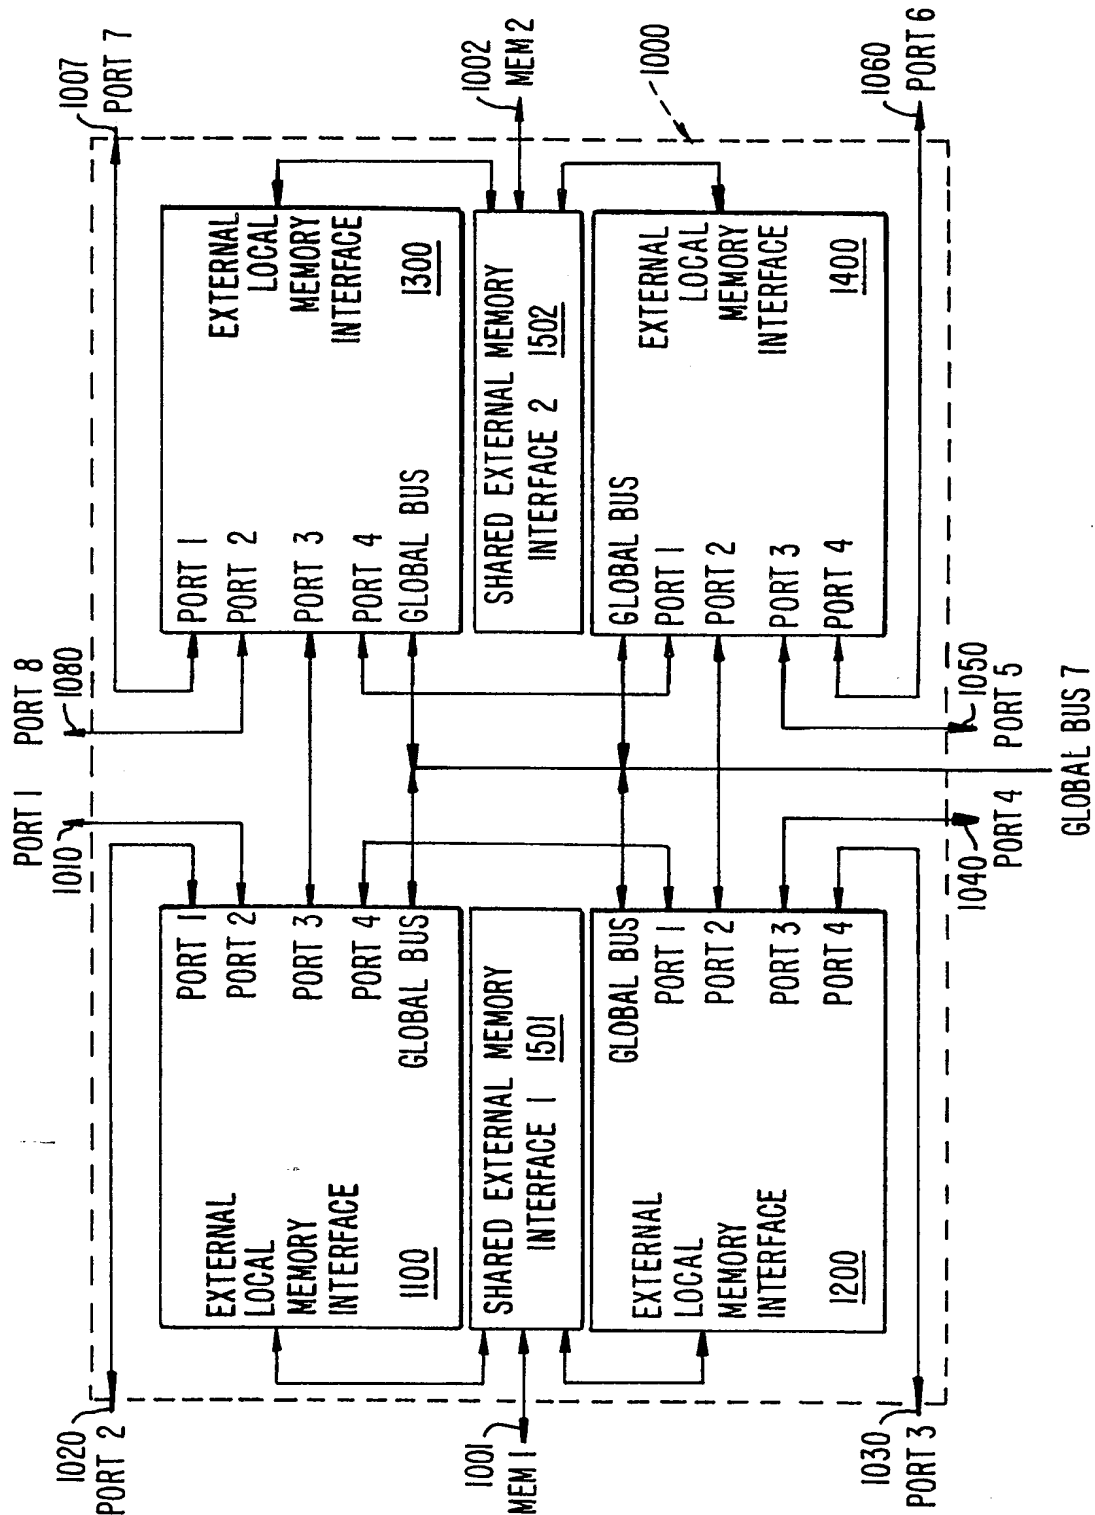 PORT 1
1010
PORT 8
1080
1020
PORT 2
1007
PORT 7
EXTERNAL
LOCAL
MEMORY
INTERFACE
1100
PORT 1
PORT 2
PORT 3
PORT 4
GLOBAL BUS
PORT 1
PORT 2
PORT 3
PORT 4
GLOBAL BUS
EXTERNAL
LOCAL
MEMORY
INTERFACE
1300
1001
MEM 1
SHARED EXTERNAL MEMORY
INTERFACE 1 1501
SHARED EXTERNAL MEMORY
INTERFACE 2 1502
1002
MEM 2
EXTERNAL
LOCAL
MEMORY
INTERFACE
1200
GLOBAL BUS
PORT 1
PORT 2
PORT 3
PORT 4
GLOBAL BUS
PORT 1
PORT 2
PORT 3
PORT 4
EXTERNAL
LOCAL
MEMORY
INTERFACE
1400
1000
1030
PORT 3
1040
PORT 4
1050
PORT 5
1060
PORT 6
GLOBAL BUS 7